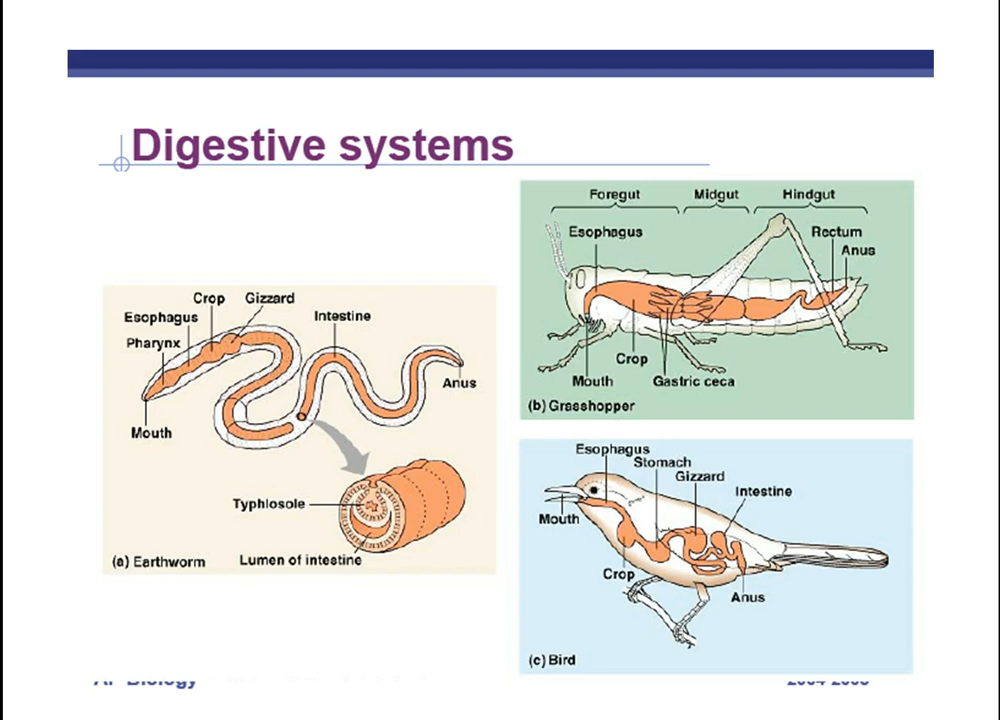 Digestive systems
Crop Gizzard
Esophagus
Intestine
Pharynx
Anus
Mouth
Typhlosole
Lumen of intestine
(a) Earthworm
Foregut Midgut Hindgut
Esophagus
Rectum
Anus
Crop
Mouth
Gastric ceca
(b) Grasshopper
Esophagus
Stomach
Gizzard
Intestine
Mouth
Crop
Anus
(c) Bird
Biology